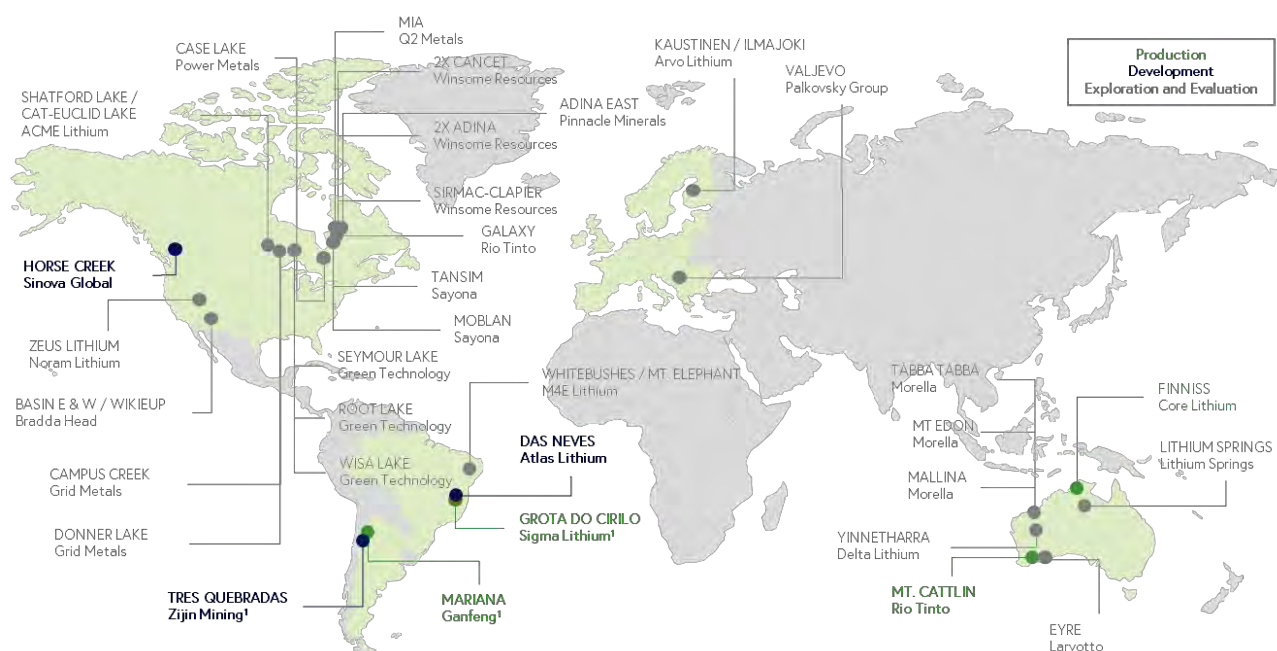 MIA
Q2 Metals
CASE LAKE
Power Metals
2X CANCET
Winsome Resources
KAUSTINEN / ILMAJOKI
Arvo Lithium
VALJEVO
Palkovsky Group
Production
Development
Exploration and Evaluation
SHATFORD LAKE /
CAT-EUCLID LAKE
ACME Lithium
ADINA EAST
Pinnacle Minerals
2X ADINA
Winsome Resources
SIRMAC-CLAPIER
Winsome Resources
GALAXY
Rio Tinto
HORSE CREEK
Sinova Global
TANSIM
Sayona
MOBLAN
Sayona
ZEUS LITHIUM
Noram Lithium
SEYMOUR LAKE
Green Technology
WHITEBUSHES / MT. ELEPHANT
M4E Lithium
TABBA TABBA
Morella
FINNISS
Core Lithium
BASIN E & W / WIKIEUP
Bradda Head
ROOT LAKE
Green Technology
DAS NEVES
Atlas Lithium
MT EDON
Morella
LITHIUM SPRINGS
Lithium Springs
CAMPUS CREEK
Grid Metals
WISA LAKE
Green Technology
MALLINA
Morella
GROTA DO CIRILO
Sigma Lithium¹
DONNER LAKE
Grid Metals
YINNETHARRA
Delta Lithium
TRES QUEBRADAS
Zijin Mining¹
MARIANA
Ganfeng¹
MT. CATTLIN
Rio Tinto
EYRE
Larvotto